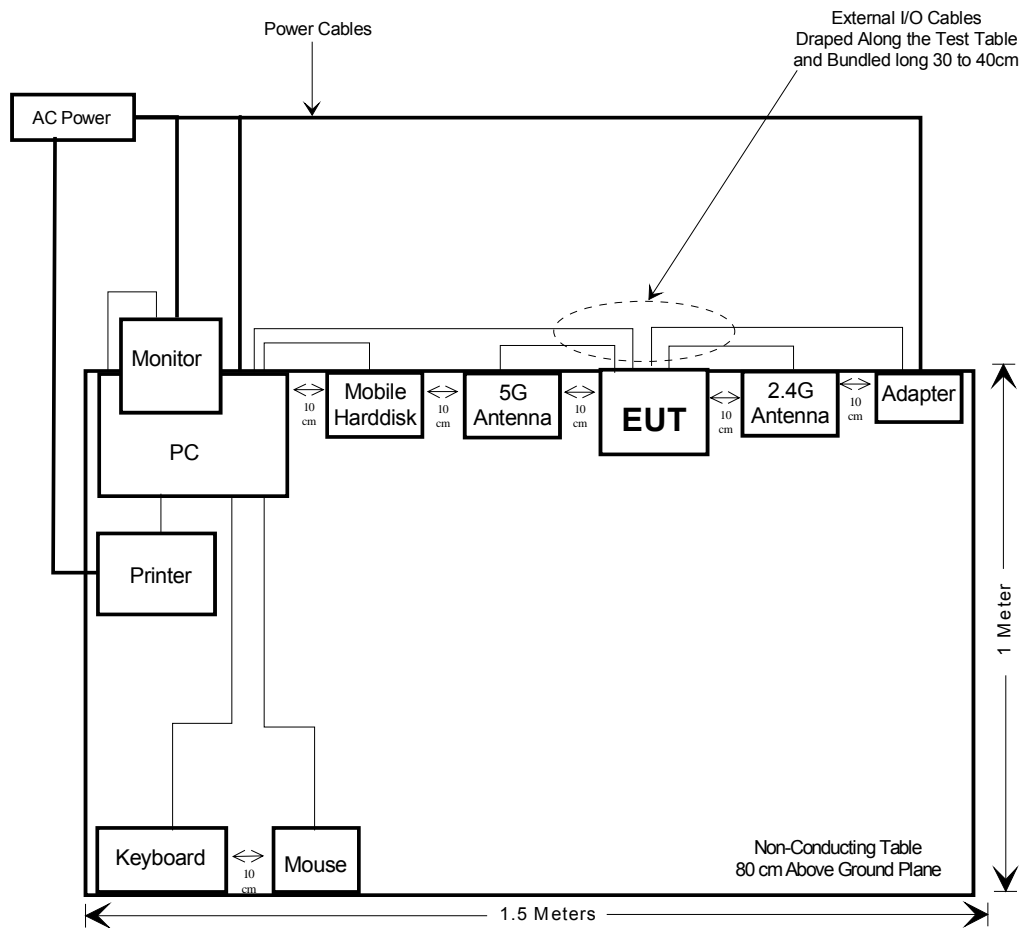 Power Cables
External I/O Cables
Draped Along the Test Table
and Bundled long 30 to 40cm
AC Power
Monitor
PC
10
cm
Mobile
Harddisk
10
cm
5G
Antenna
10
cm
EUT
10
cm
2.4G
Antenna
10
cm
Adapter
Printer
1 Meter
Keyboard
10
cm
Mouse
Non-Conducting Table
80 cm Above Ground Plane
1.5 Meters